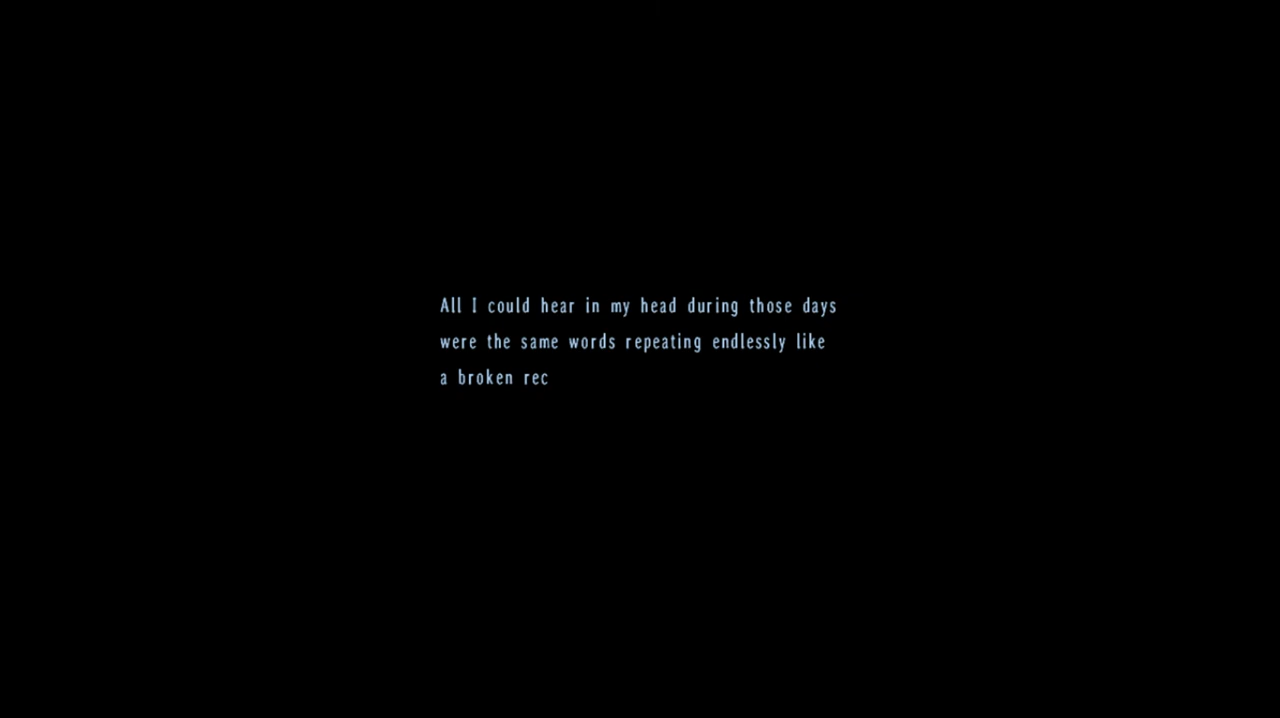 All I could hear in my head during those days
were the same words repeating endlessly like
a broken rec